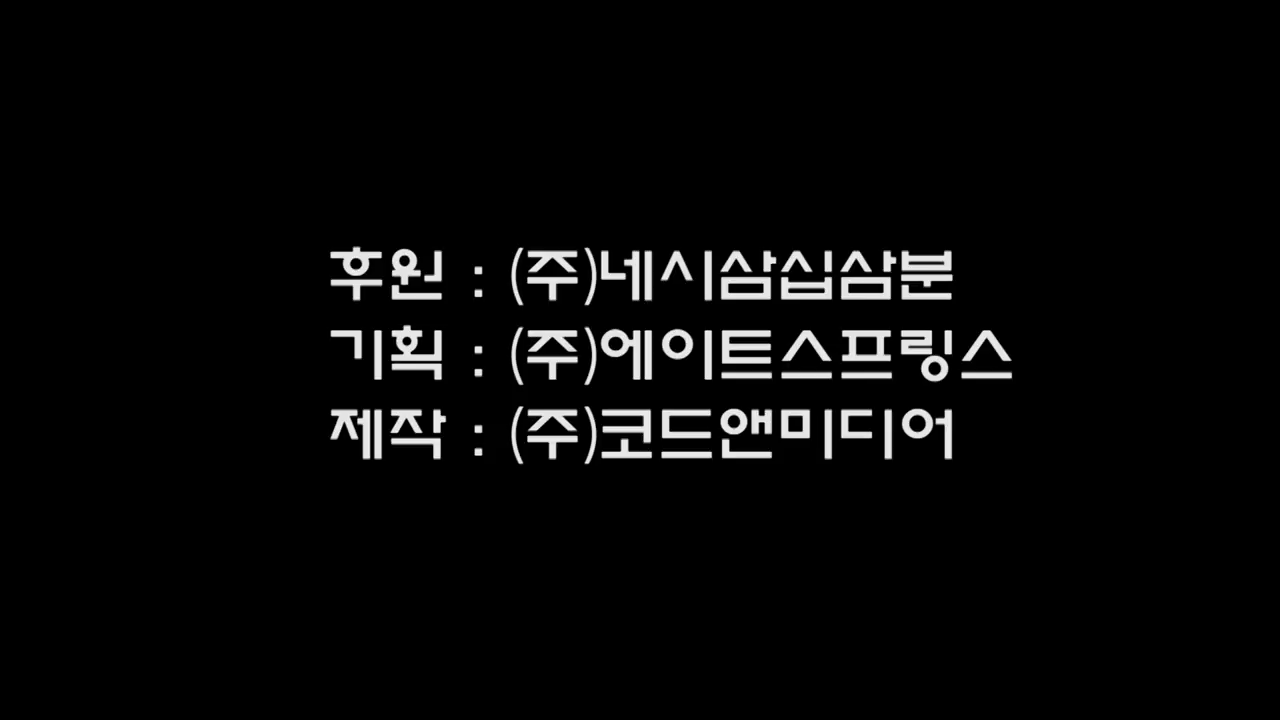 후원 : (주)네시삼십삼분
기획 : (주)에이트스프링스
제작 : (주)코드앤미디어